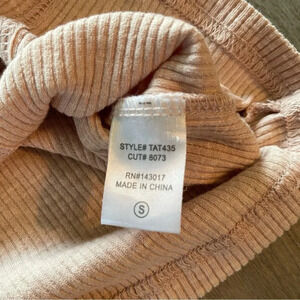 STYLE# TAT435
CUT# 8073
RN#143017
MADE IN CHINA
S